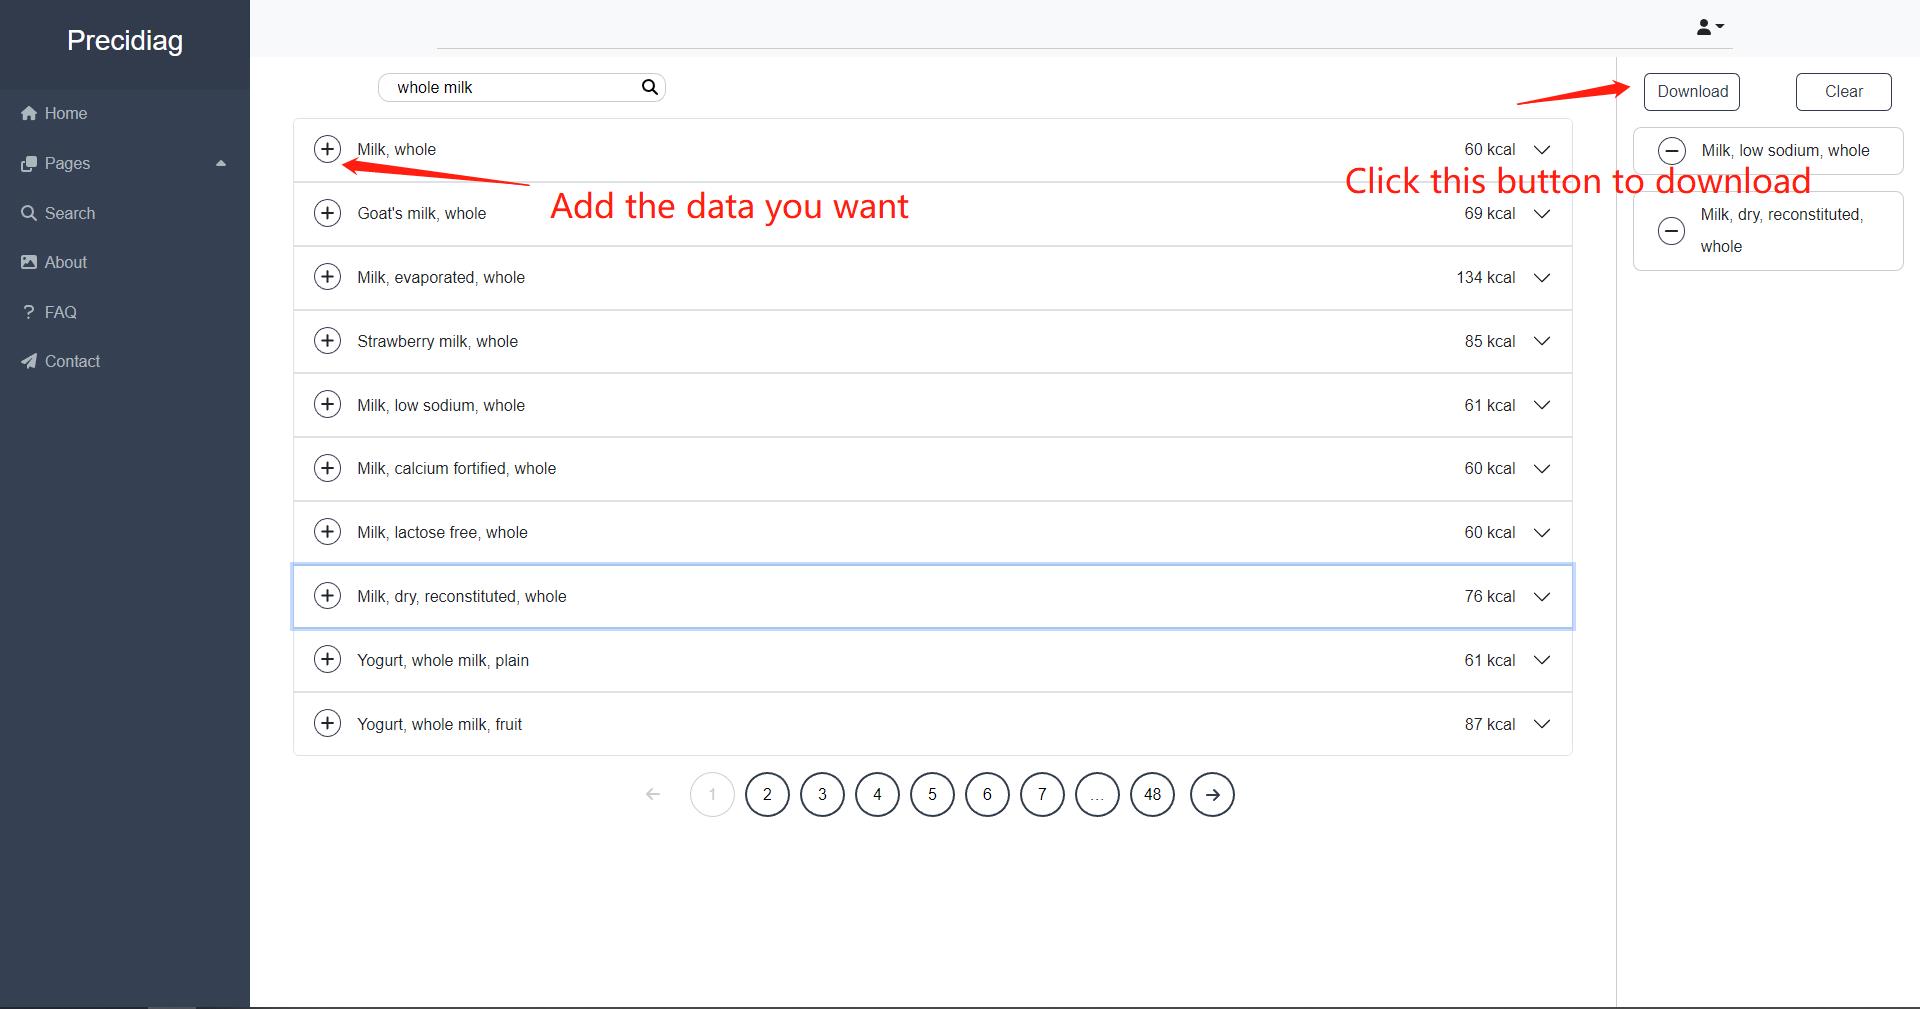 Precidiag
Home
Pages
Search
About
FAQ
Contact
whole milk
Milk, whole 60 kcal
Add the data you want
Goat's milk, whole 69 kcal
Milk, evaporated, whole 134 kcal
Strawberry milk, whole 85 kcal
Milk, low sodium, whole 61 kcal
Milk, calcium fortified, whole 60 kcal
Milk, lactose free, whole 60 kcal
Milk, dry, reconstituted, whole 76 kcal
Yogurt, whole milk, plain 61 kcal
Yogurt, whole milk, fruit 87 kcal
1 2 3 4 5 6 7 ... 48
Download Clear
Milk, low sodium, whole
Click this button to download
Milk, dry, reconstituted,
whole